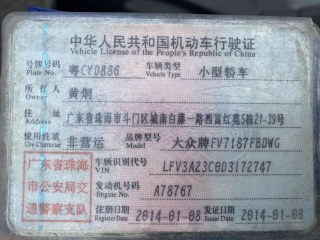 中华人民共和国机动车行驶证
Vehicle License of the People's Republic of China
号牌号码 粤CYD886 车辆类型 小型轿车
Plate No. Vehicle Type
所有人 黄炯
Owner
住址 广东省珠海市斗门区城南白藤一路西富红苑5栋21-39号
Address
使用性质 非营运 品牌型号 大众牌FV7187FBDWG
Use Character Model
广东省珠海
市公安局交
通警察支队
车辆识别代号 LFV3A23C0D3172747
VIN
发动机号码 A78767
Engine No.
注册日期 2014-01-08 发证日期 2014-01-08
Register Date Issue Date